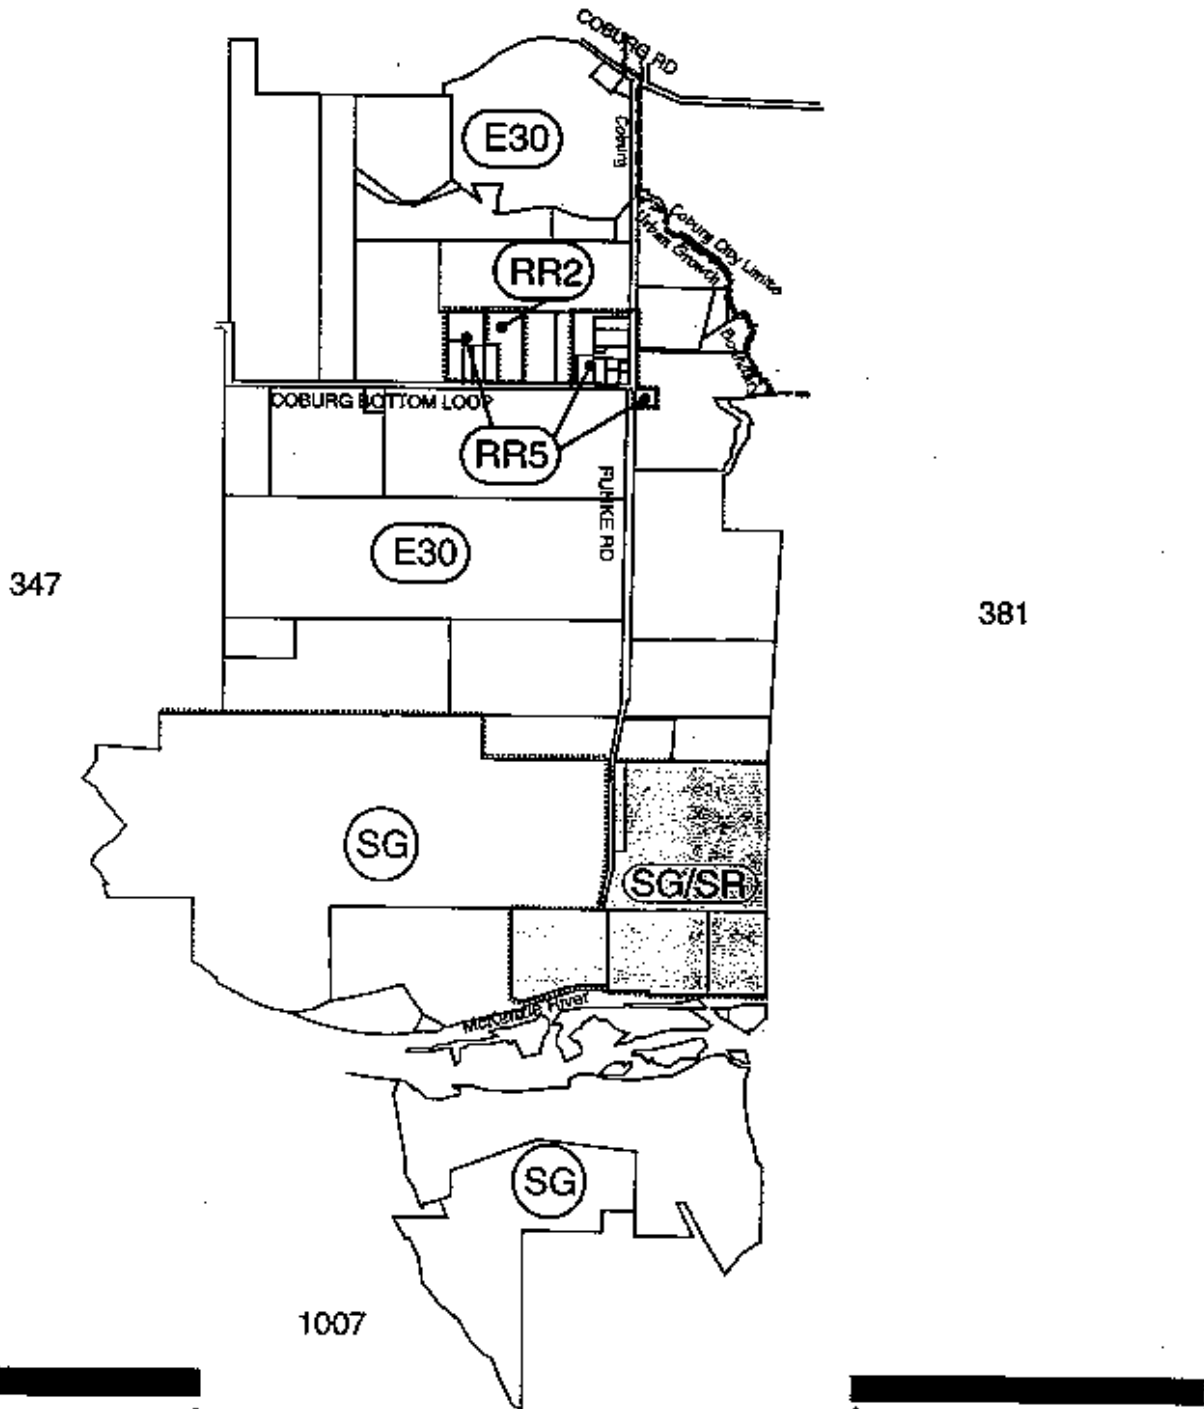 COBURG RD
E30
Coburg
Coburg City Limits
Urban Growth
RR2
COBURG BOTTOM LOOP
RR5
FUNKE RD
E30
347
381
SG
SG/SR
McKenzie River
SG
1007